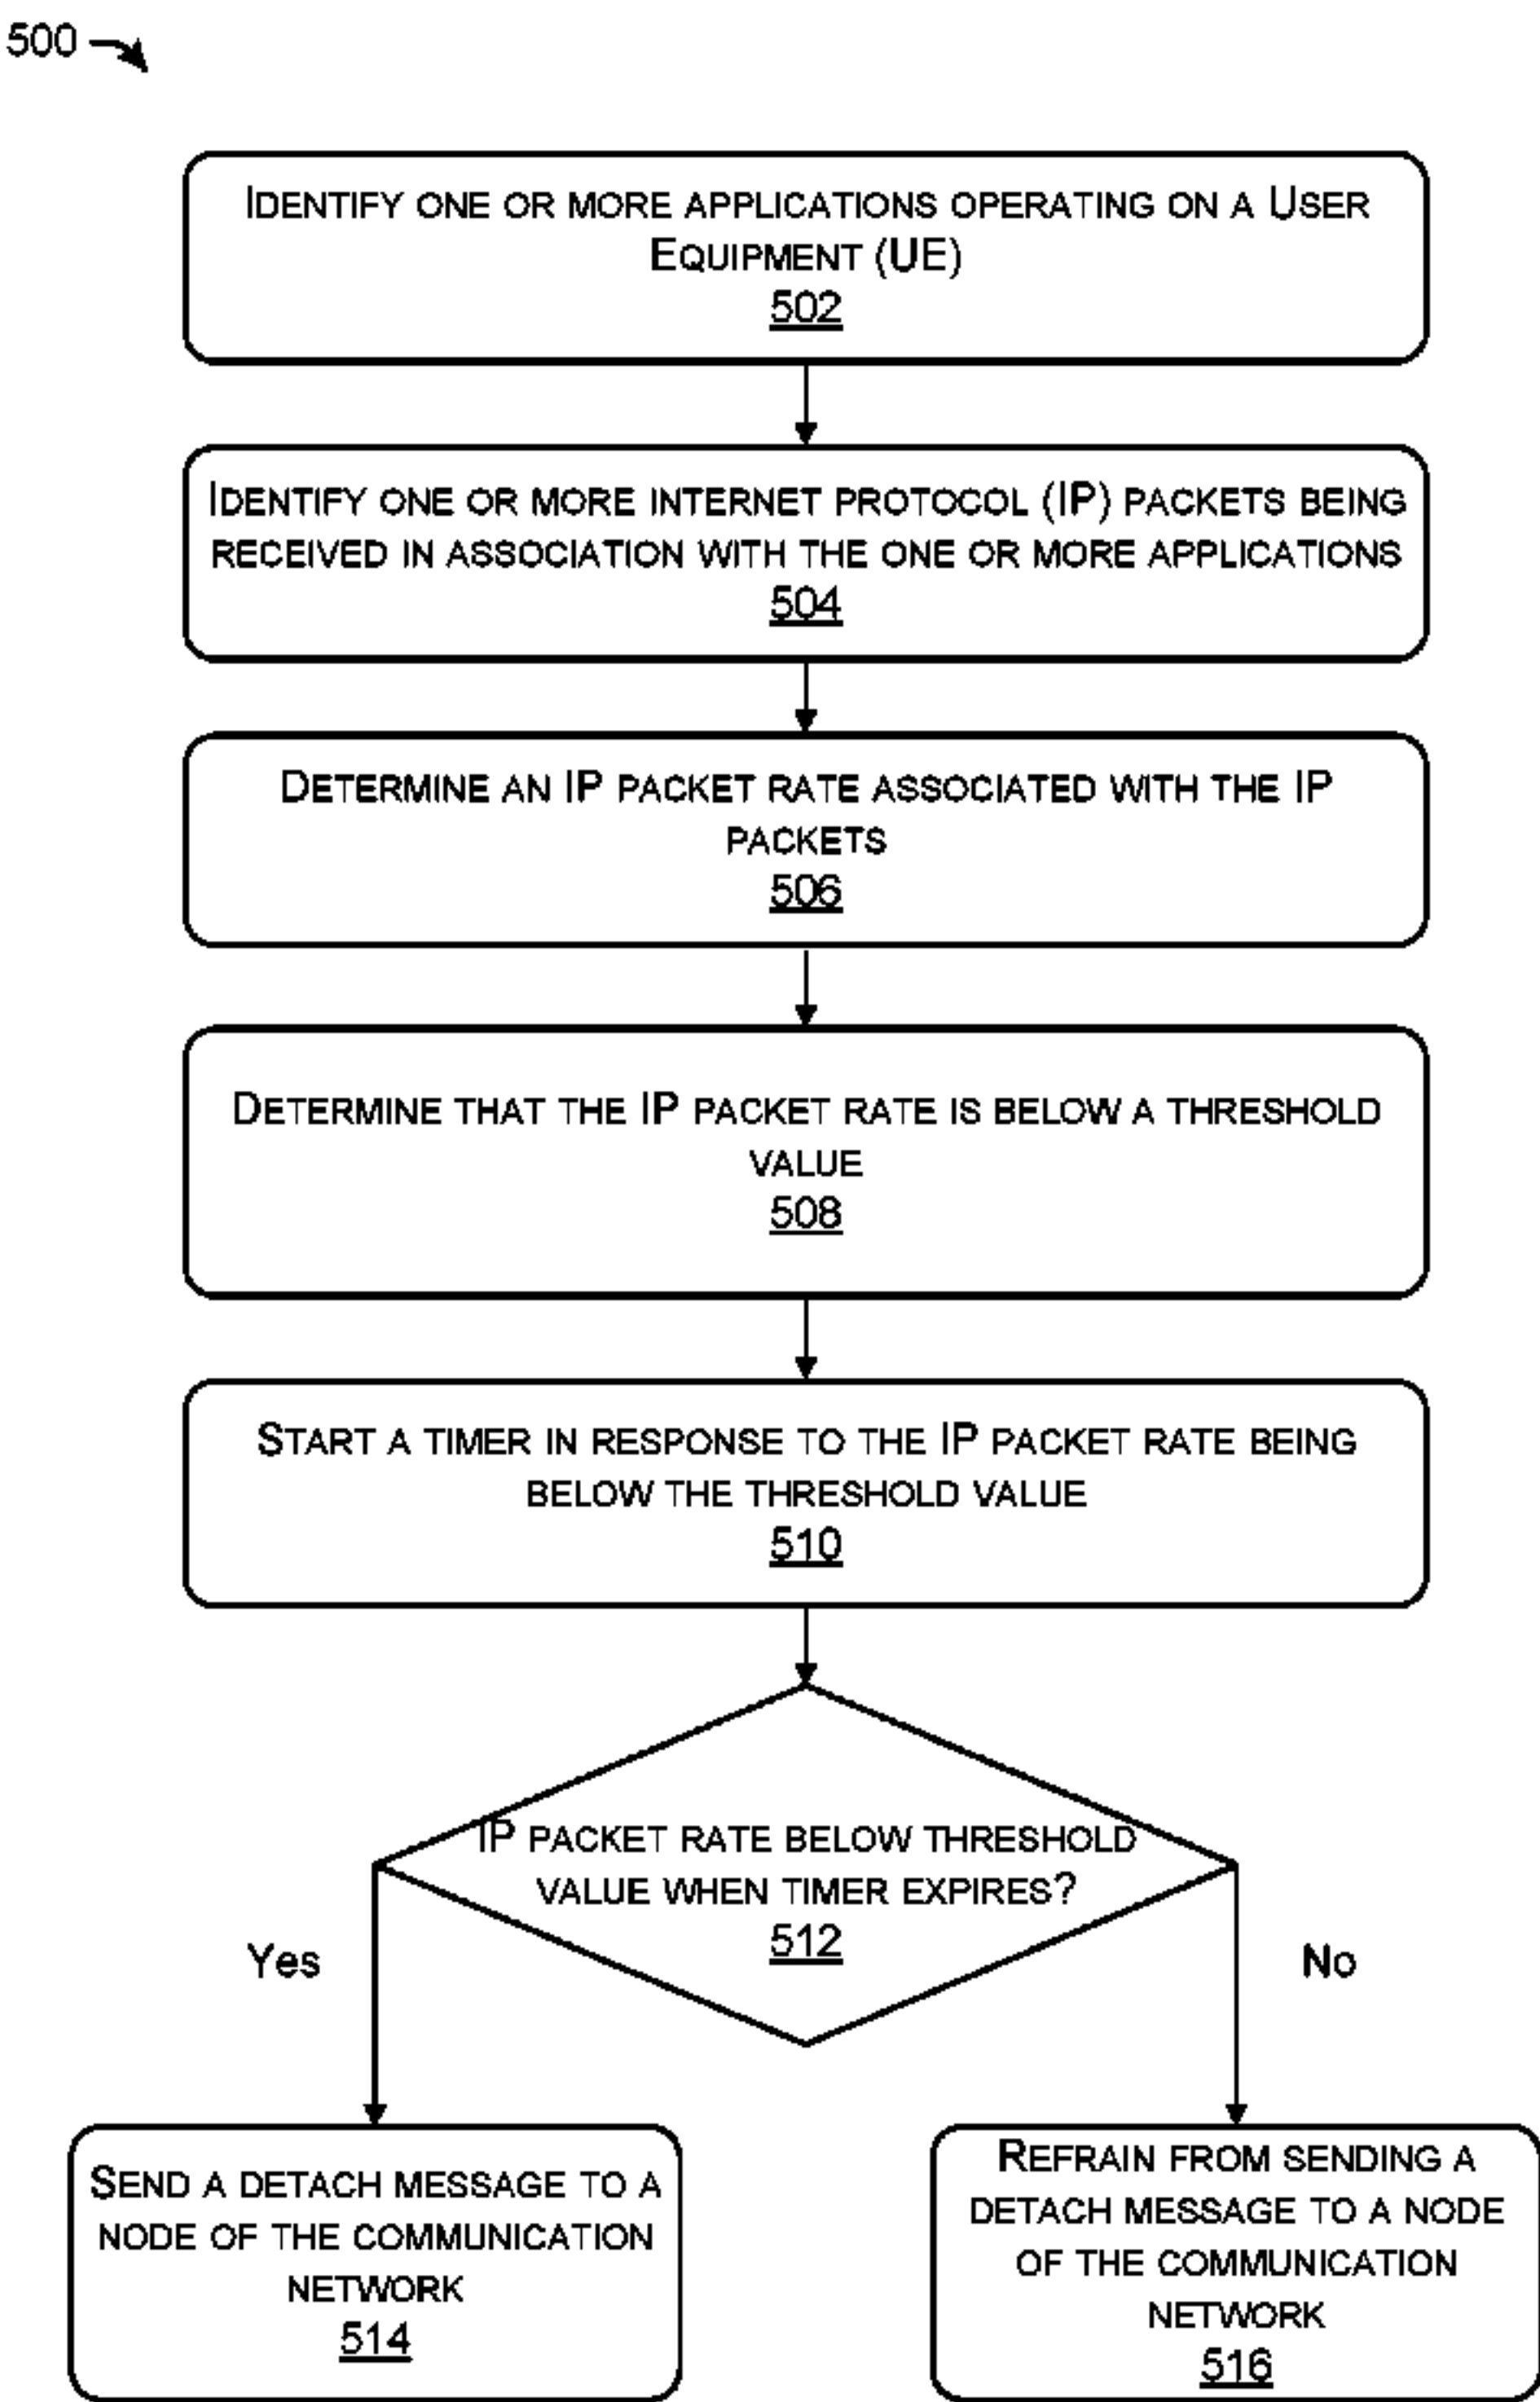 500
IDENTIFY ONE OR MORE APPLICATIONS OPERATING ON A USER
EQUIPMENT (UE)
502
IDENTIFY ONE OR MORE INTERNET PROTOCOL (IP) PACKETS BEING
RECEIVED IN ASSOCIATION WITH THE ONE OR MORE APPLICATIONS
504
DETERMINE AN IP PACKET RATE ASSOCIATED WITH THE IP
PACKETS
506
DETERMINE THAT THE IP PACKET RATE IS BELOW A THRESHOLD
VALUE
508
START A TIMER IN RESPONSE TO THE IP PACKET RATE BEING
BELOW THE THRESHOLD VALUE
510
IP PACKET RATE BELOW THRESHOLD
VALUE WHEN TIMER EXPIRES?
512
Yes
No
SEND A DETACH MESSAGE TO A
NODE OF THE COMMUNICATION
NETWORK
514
REFRAIN FROM SENDING A
DETACH MESSAGE TO A NODE
OF THE COMMUNICATION
NETWORK
516